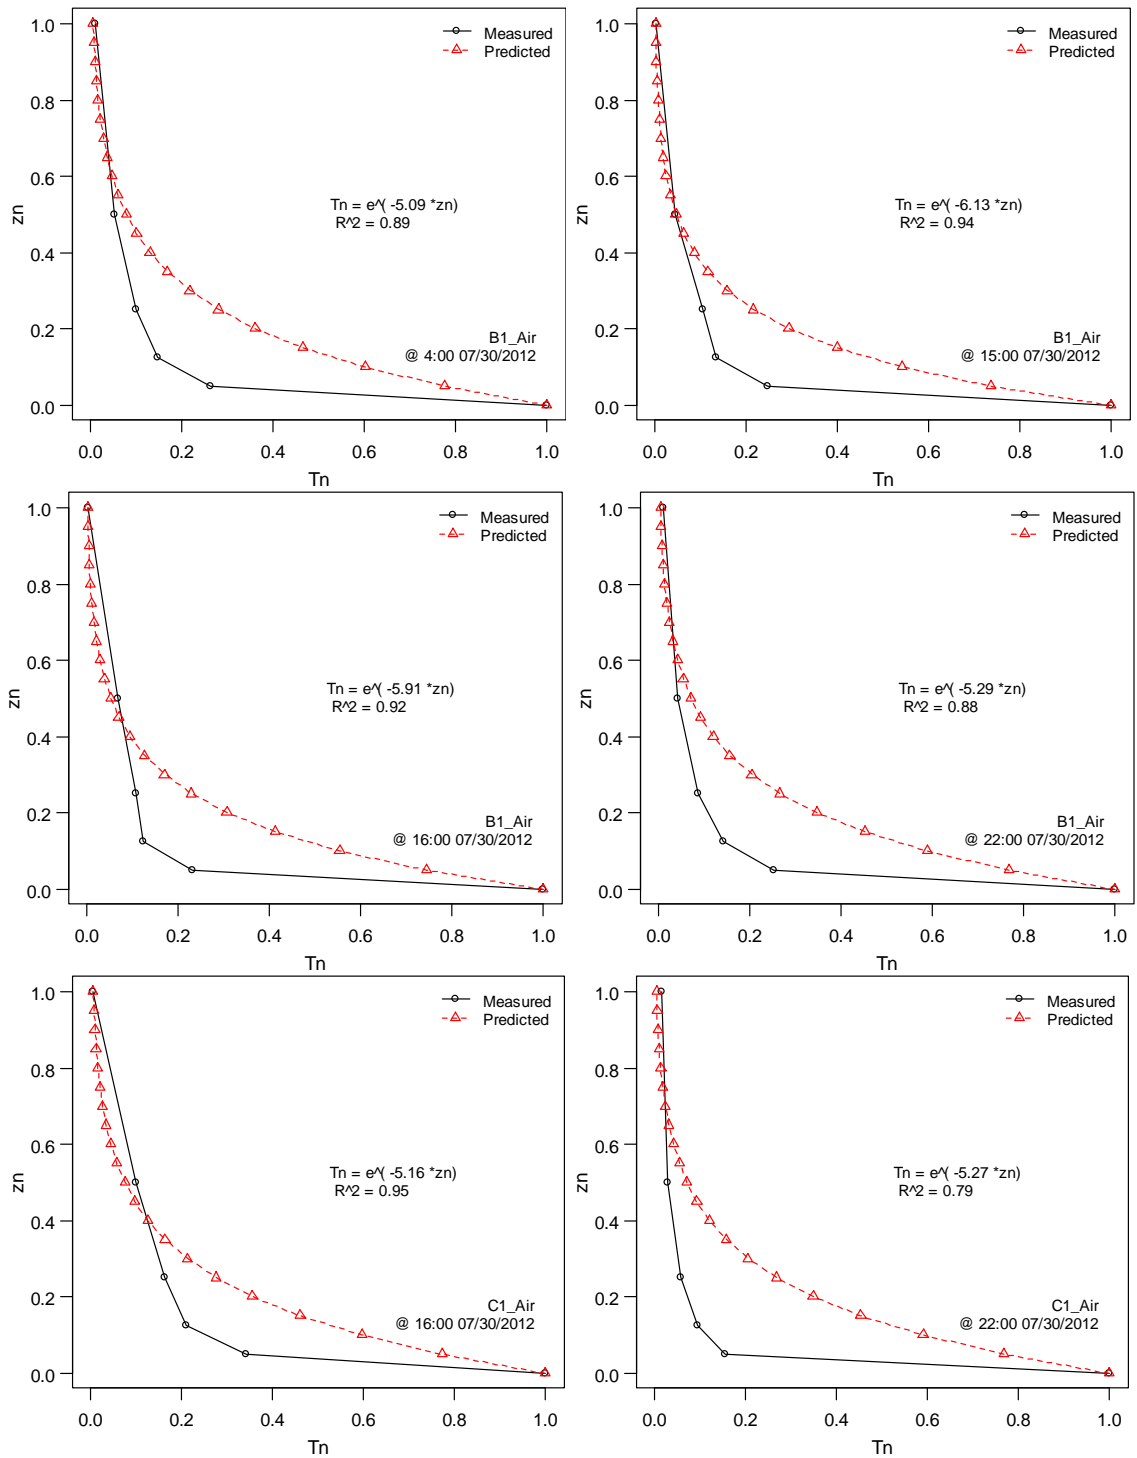 1.0
0.8
0.6
0.4
0.2
0.0
zn
Measured
Predicted
Tn = e^( -5.09 *zn)
R^2 = 0.89
B1_Air
@ 4:00 07/30/2012
0.0 0.2 0.4 0.6 0.8 1.0
Tn
1.0
0.8
0.6
0.4
0.2
0.0
zn
Measured
Predicted
Tn = e^( -6.13 *zn)
R^2 = 0.94
B1_Air
@ 15:00 07/30/2012
0.0 0.2 0.4 0.6 0.8 1.0
Tn
1.0
0.8
0.6
0.4
0.2
0.0
zn
Measured
Predicted
Tn = e^( -5.91 *zn)
R^2 = 0.92
B1_Air
@ 16:00 07/30/2012
0.0 0.2 0.4 0.6 0.8 1.0
Tn
1.0
0.8
0.6
0.4
0.2
0.0
zn
Measured
Predicted
Tn = e^( -5.29 *zn)
R^2 = 0.88
B1_Air
@ 22:00 07/30/2012
0.0 0.2 0.4 0.6 0.8 1.0
Tn
1.0
0.8
0.6
0.4
0.2
0.0
zn
Measured
Predicted
Tn = e^( -5.16 *zn)
R^2 = 0.95
C1_Air
@ 16:00 07/30/2012
0.0 0.2 0.4 0.6 0.8 1.0
Tn
1.0
0.8
0.6
0.4
0.2
0.0
zn
Measured
Predicted
Tn = e^( -5.27 *zn)
R^2 = 0.79
C1_Air
@ 22:00 07/30/2012
0.0 0.2 0.4 0.6 0.8 1.0
Tn